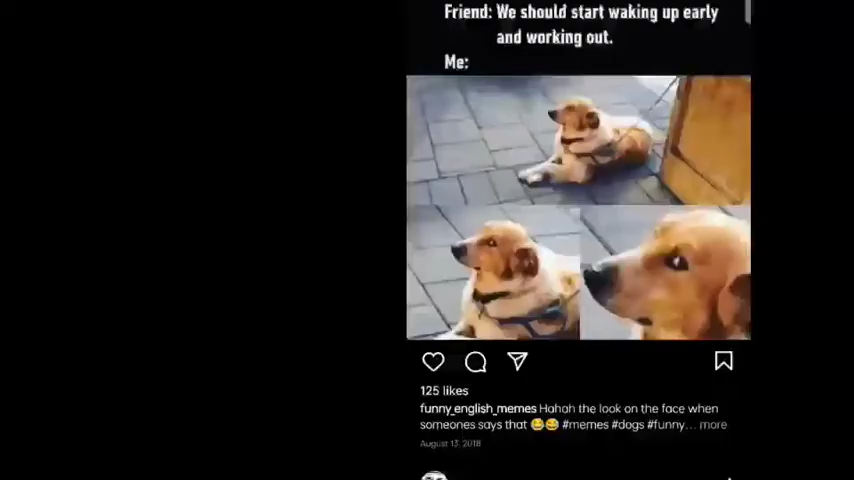 Friend: We should start waking up early
and working out.
Me:
125 likes
funny_english_memes Hahah the look on the face when
someones says that 😂😂 #memes #dogs #funny... more
August 13, 2018